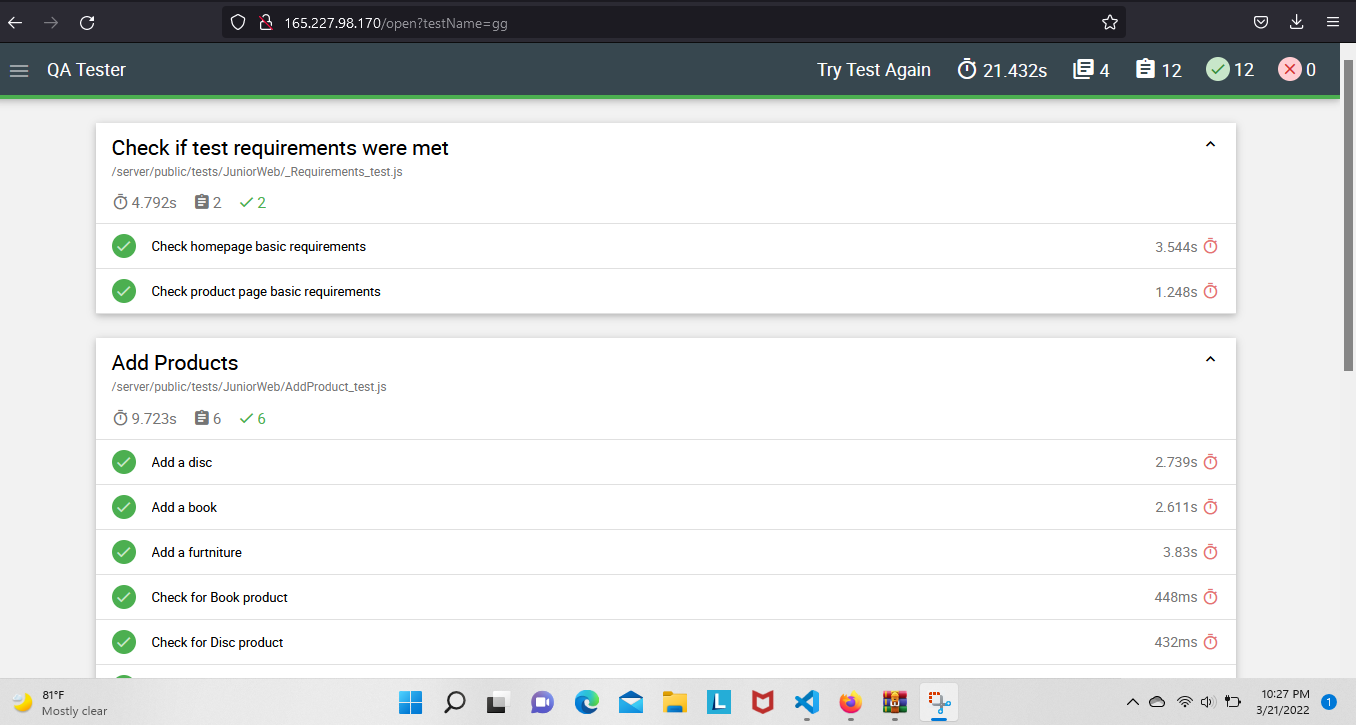 165.227.98.170/open?testName=gg
QA Tester
Try Test Again
21.432s
4
12
12
0
Check if test requirements were met
/server/public/tests/JuniorWeb/_Requirements_test.js
4.792s 2 2
Check homepage basic requirements 3.544s
Check product page basic requirements 1.248s
Add Products
/server/public/tests/JuniorWeb/AddProduct_test.js
9.723s 6 6
Add a disc 2.739s
Add a book 2.611s
Add a furtniture 3.83s
Check for Book product 448ms
Check for Disc product 432ms
81°F
Mostly clear
L
10:27 PM
3/21/2022
1